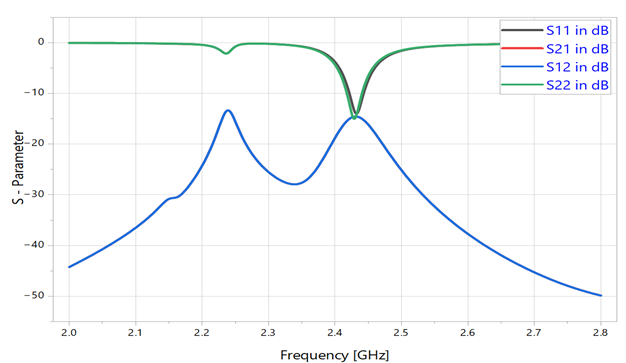 S11 in dB
S21 in dB
S12 in dB
S22 in dB
0
−10
−20
−30
−40
−50
S - Parameter
2.0 2.1 2.2 2.3 2.4 2.5 2.6 2.7 2.8
Frequency [GHz]